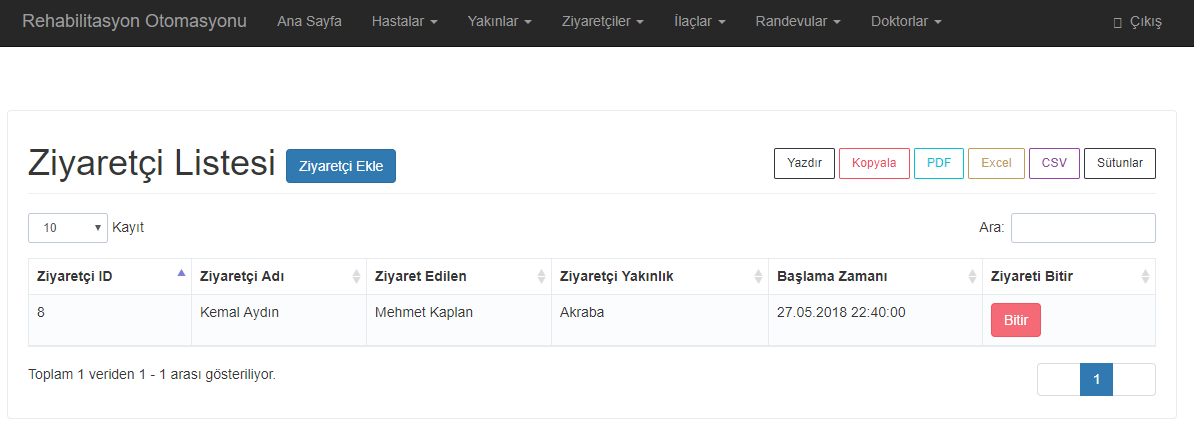 Rehabilitasyon Otomasyonu Ana Sayfa Hastalar Yakınlar Ziyaretçiler İlaçlar Randevular Doktorlar Çıkış
Ziyaretçi Listesi Ziyaretçi Ekle Yazdır Kopyala PDF Excel CSV Sütunlar
10 Kayıt Ara:
Ziyaretçi ID Ziyaretçi Adı Ziyaret Edilen Ziyaretçi Yakınlık Başlama Zamanı Ziyareti Bitir
8 Kemal Aydın Mehmet Kaplan Akraba 27.05.2018 22:40:00 Bitir
Toplam 1 veriden 1 - 1 arası gösteriliyor. 1